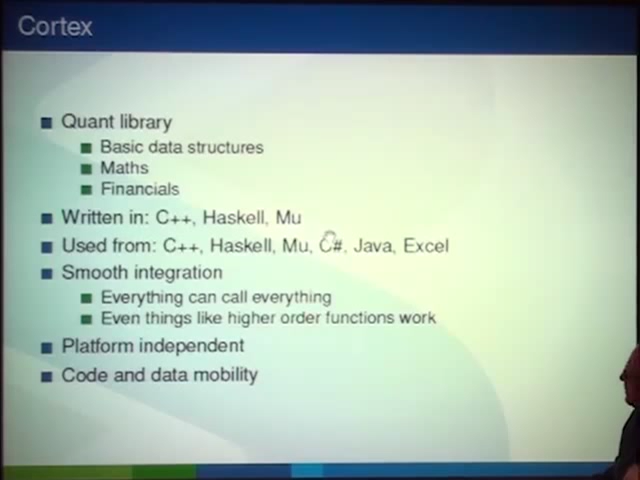 Cortex
Quant library
Basic data structures
Maths
Financials
Written in: C++, Haskell, Mu
Used from: C++, Haskell, Mu, C#, Java, Excel
Smooth integration
Everything can call everything
Even things like higher order functions work
Platform independent
Code and data mobility